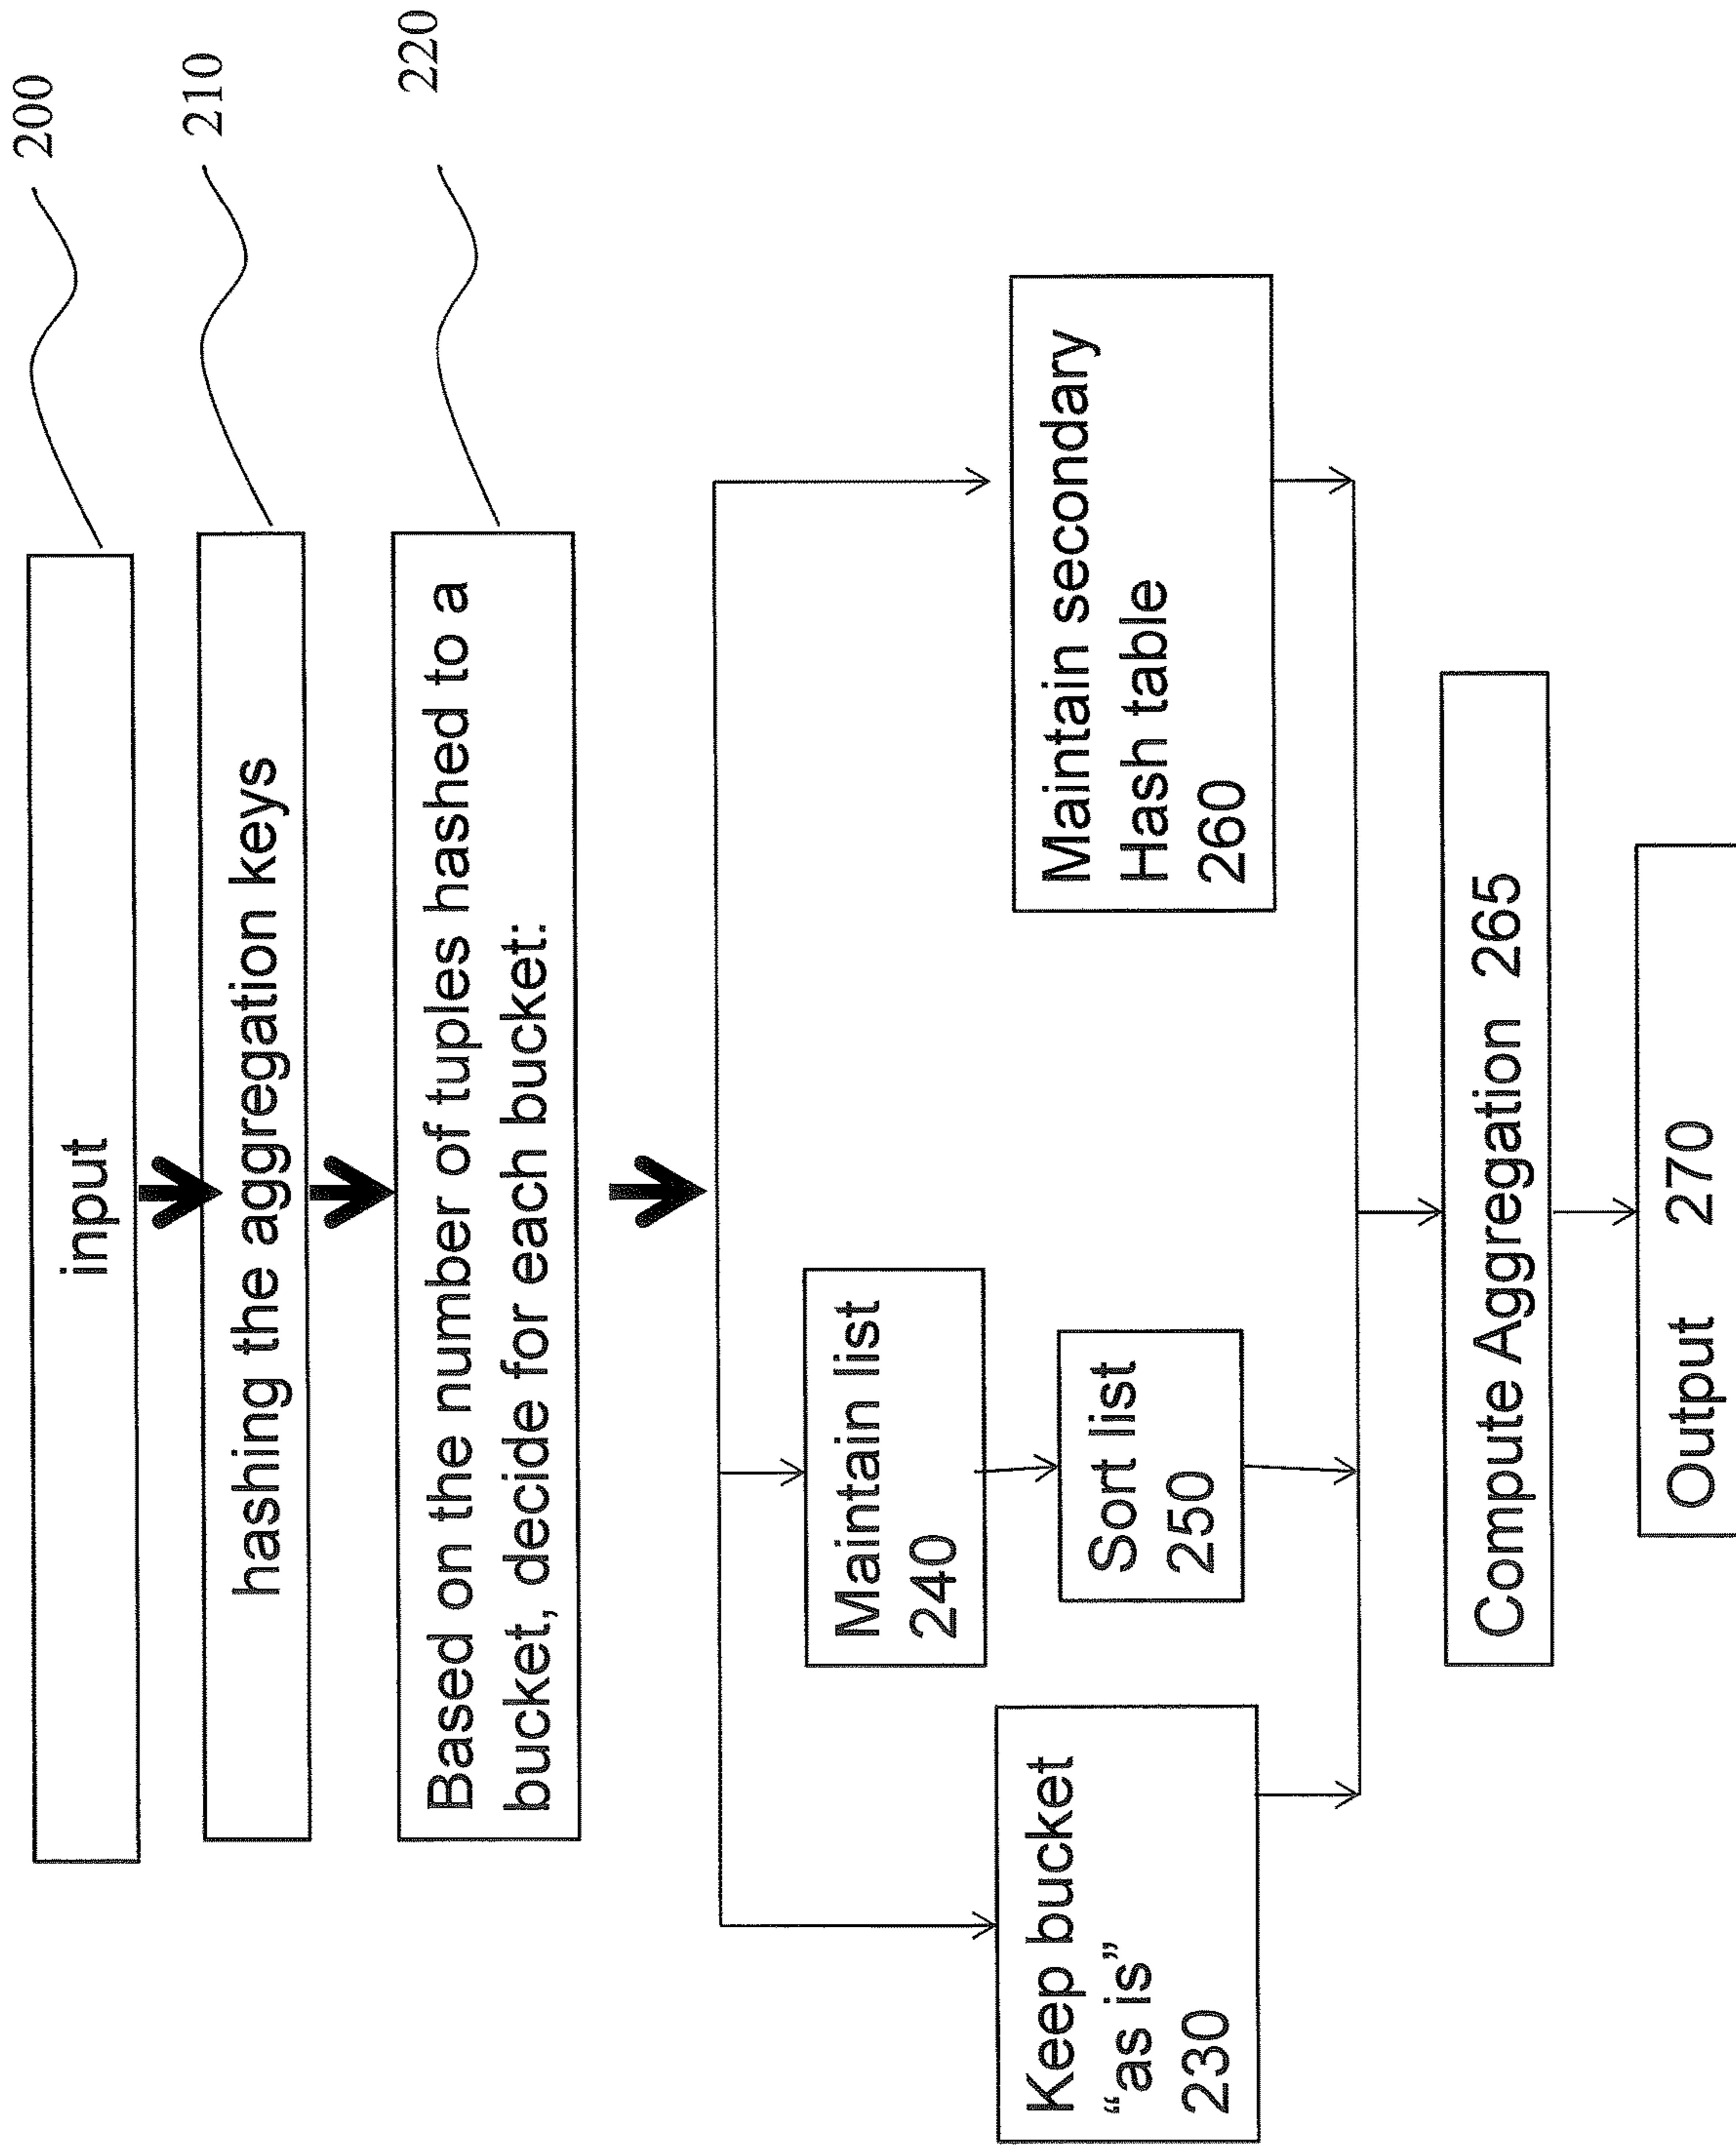 input
200
hashing the aggregation keys
210
Based on the number of tuples hashed to a
bucket, decide for each bucket:
220
Keep bucket
“as is”
230
Maintain list
240
Sort list
250
Maintain secondary
Hash table
260
Compute Aggregation 265
Output 270